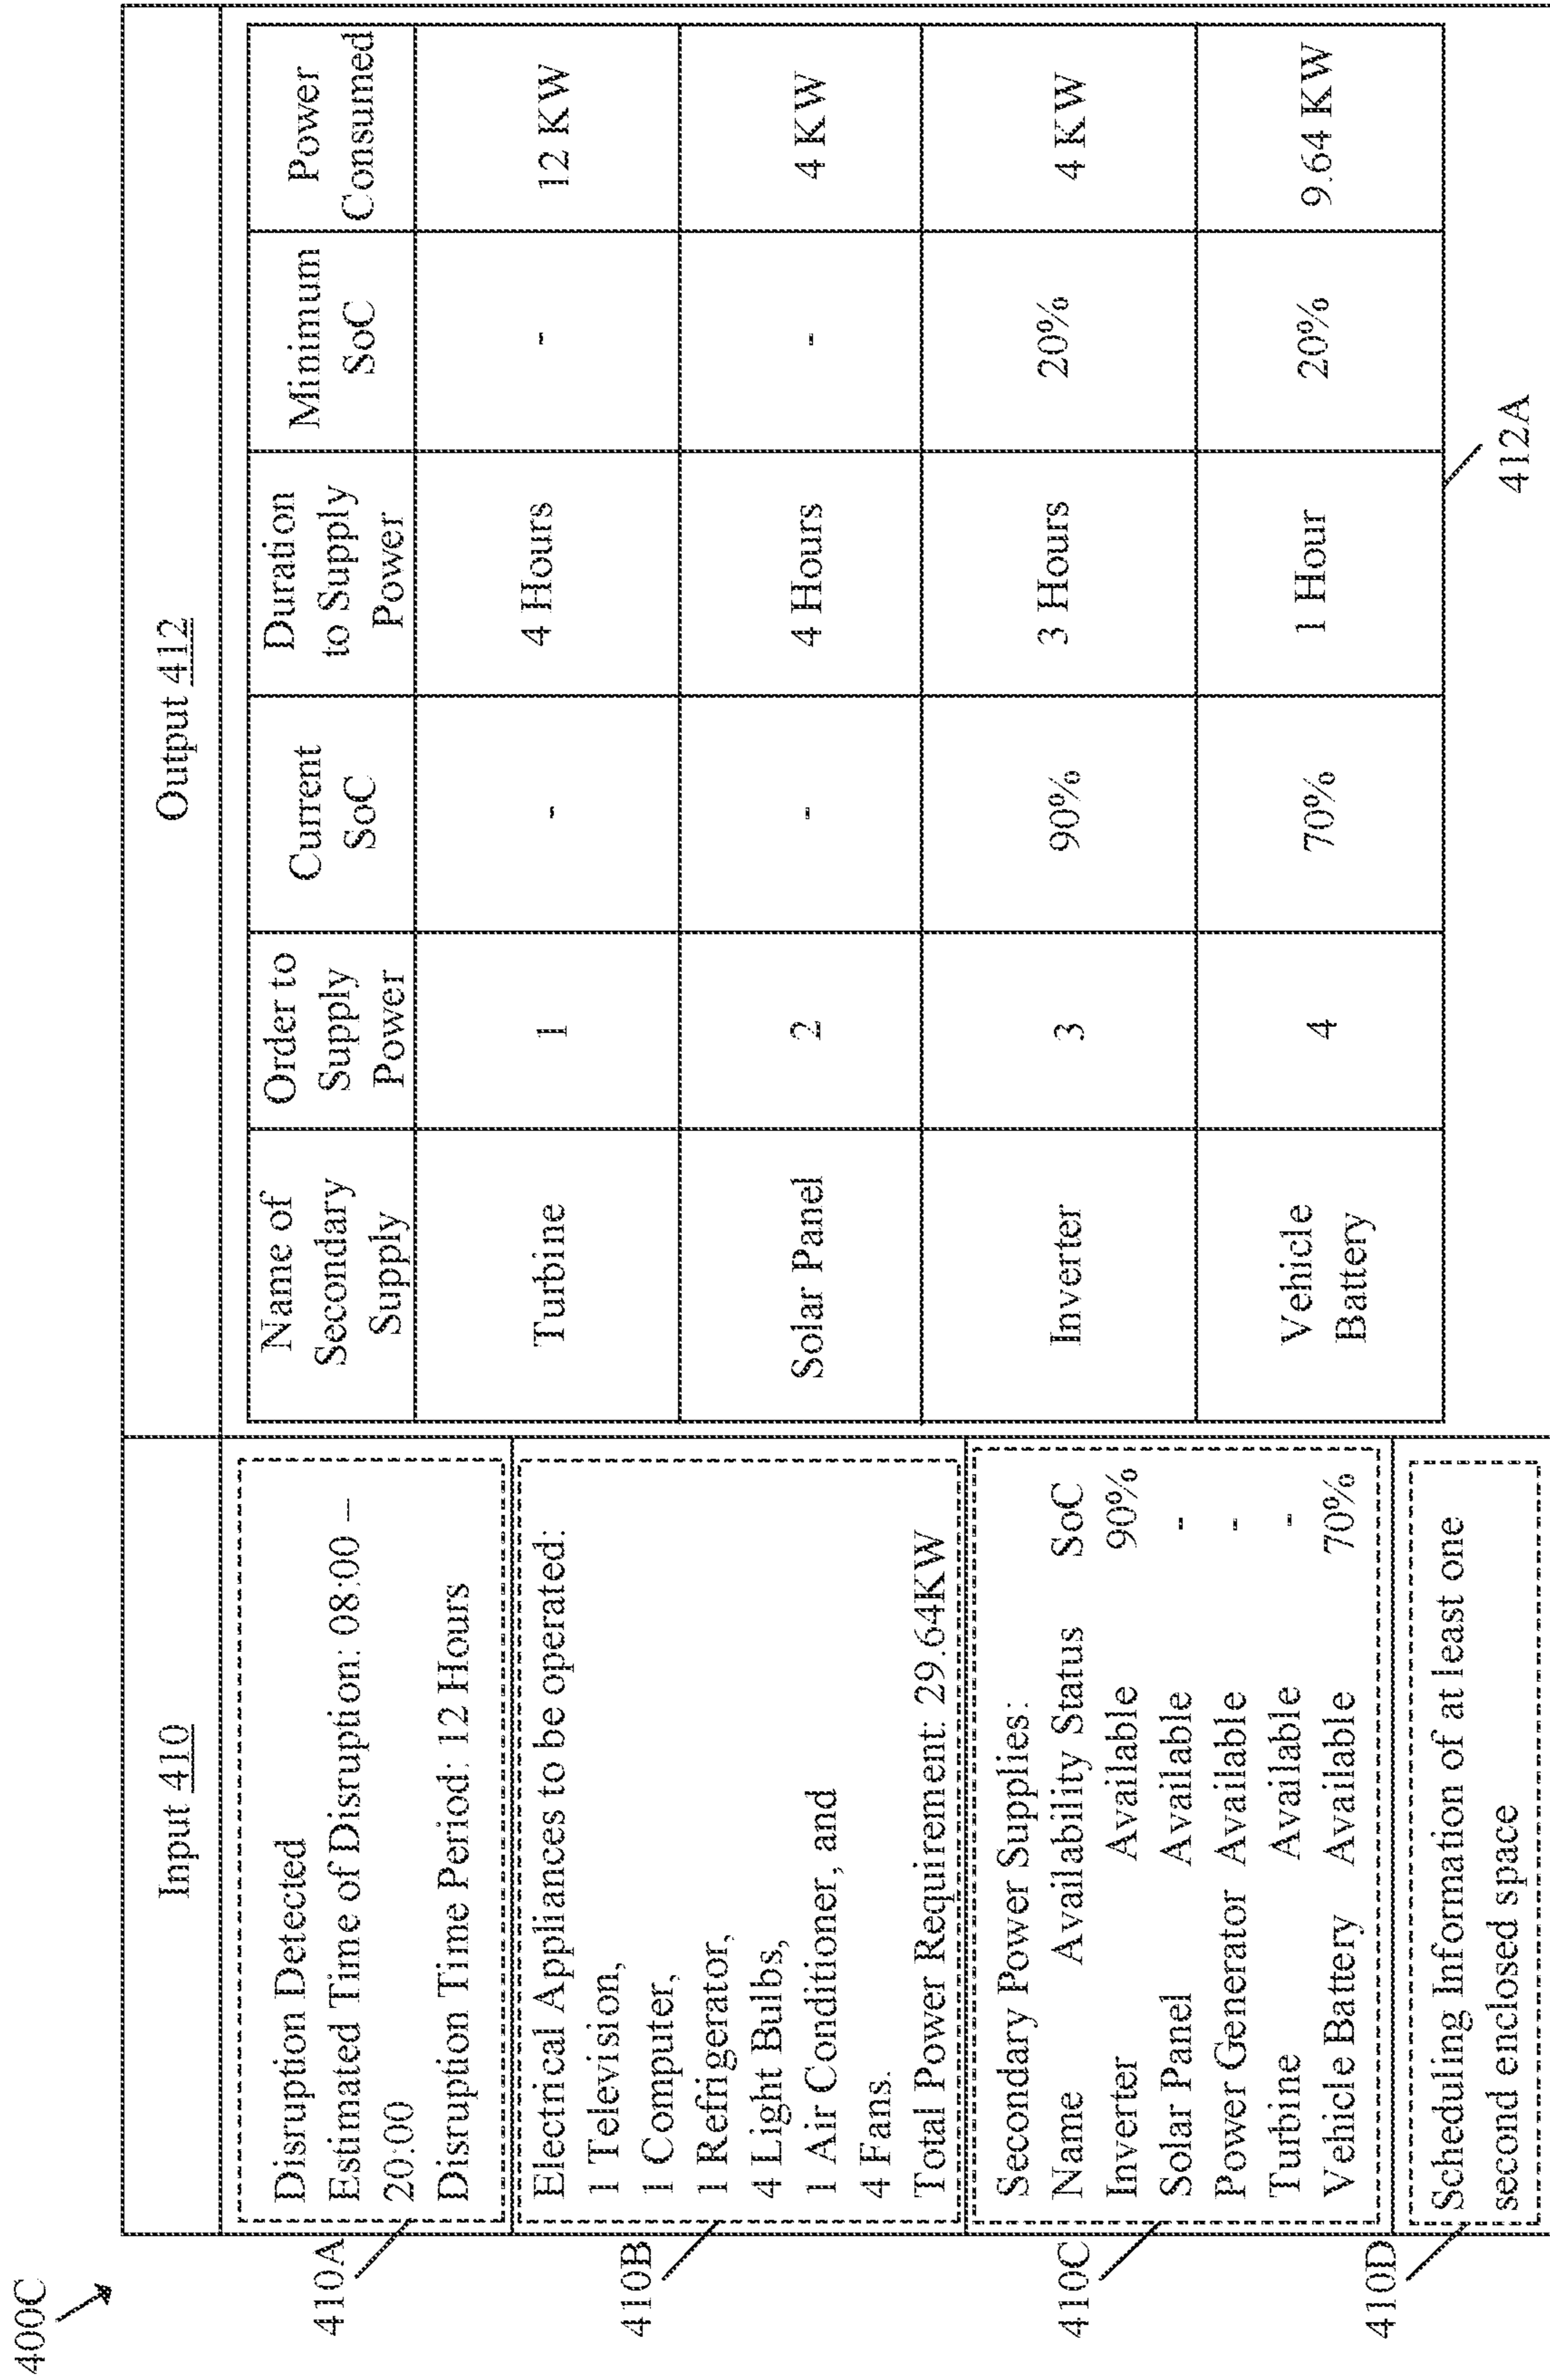 400C
Input 410
410A
Disruption Detected
Estimated Time of Disruption: 08:00 –
20:00
Disruption Time Period: 12 Hours
410B
Electrical Appliances to be operated:
1 Television,
1 Computer,
1 Refrigerator,
4 Light Bulbs,
1 Air Conditioner, and
4 Fans.
Total Power Requirement: 29.64KW
410C
Secondary Power Supplies:
Name Availability Status SoC
Inverter Available 90%
Solar Panel Available -
Power Generator Available -
Turbine Available -
Vehicle Battery Available 70%
410D
Scheduling Information of at least one
second enclosed space
Output 412
Name of
Secondary
Supply
Order to
Supply
Power
Current
SoC
Duration
to Supply
Power
Minimum
SoC
Power
Consumed
Turbine 1 - 4 Hours - 12 KW
Solar Panel 2 - 4 Hours - 4 KW
Inverter 3 90% 3 Hours 20% 4 KW
Vehicle
Battery
4 70% 1 Hour 20% 9.64 KW
412A